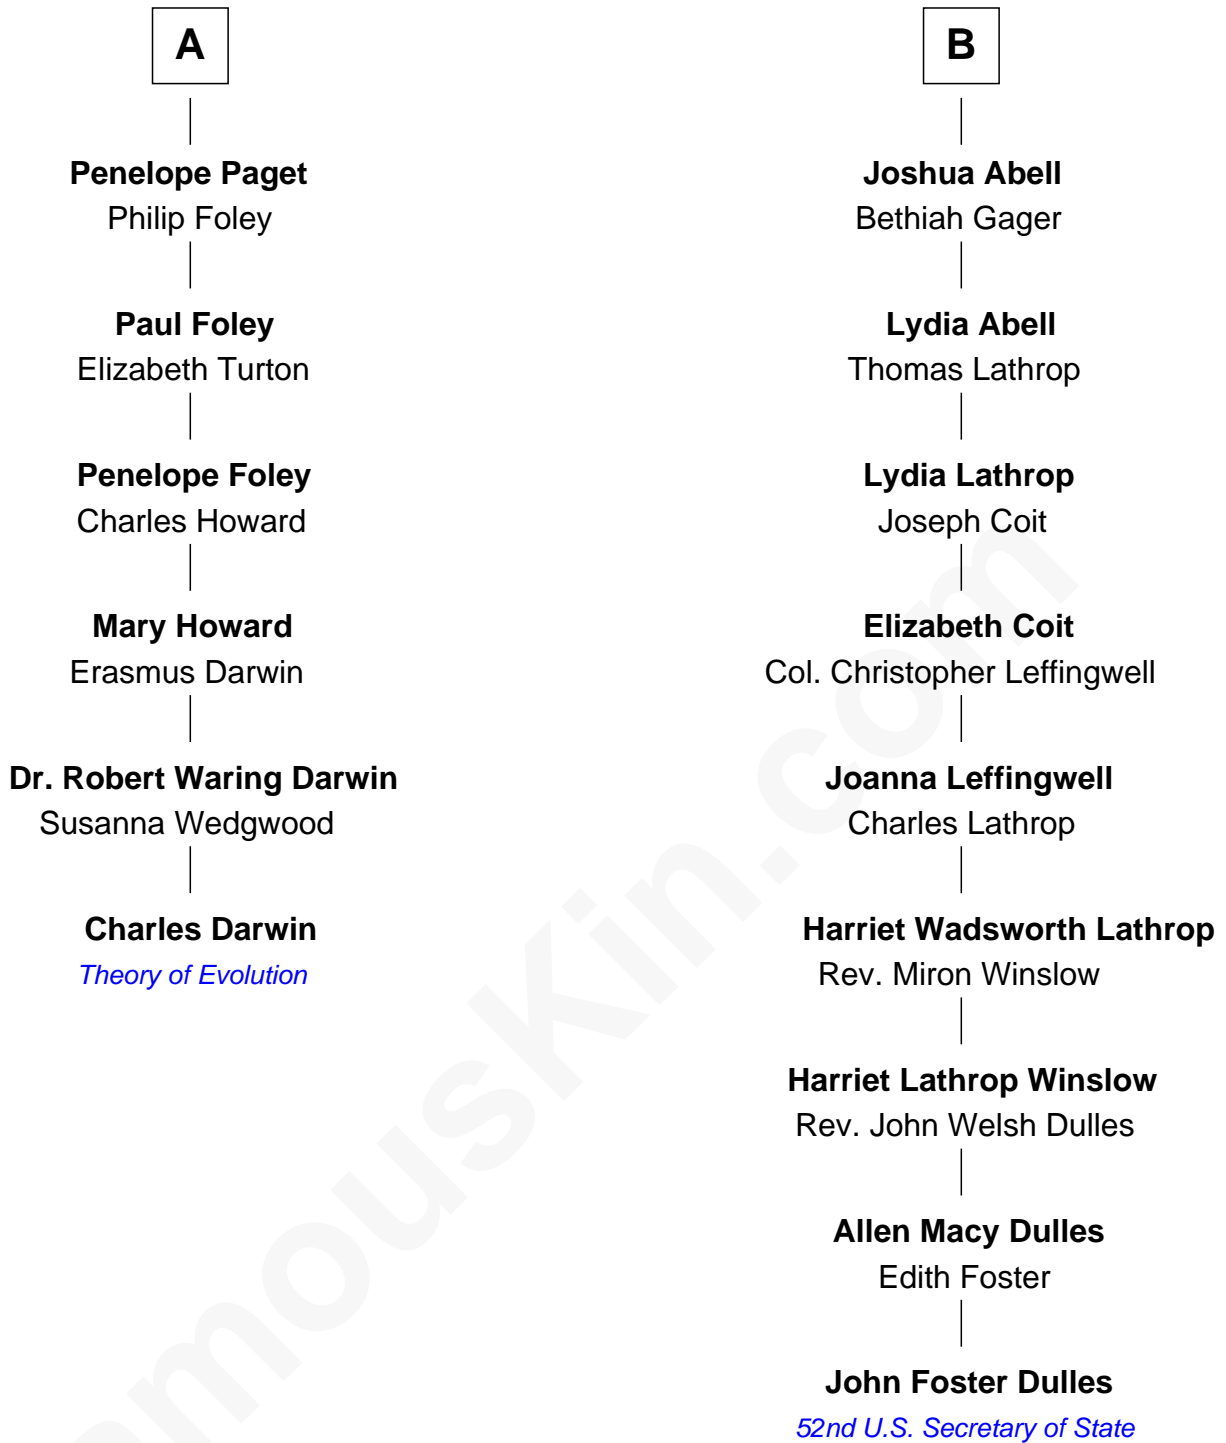 A
Penelope Paget
Philip Foley
Paul Foley
Elizabeth Turton
Penelope Foley
Charles Howard
Mary Howard
Erasmus Darwin
Dr. Robert Waring Darwin
Susanna Wedgwood
Charles Darwin
Theory of Evolution
B
Joshua Abell
Bethiah Gager
Lydia Abell
Thomas Lathrop
Lydia Lathrop
Joseph Coit
Elizabeth Coit
Col. Christopher Leffingwell
Joanna Leffingwell
Charles Lathrop
Harriet Wadsworth Lathrop
Rev. Miron Winslow
Harriet Lathrop Winslow
Rev. John Welsh Dulles
Allen Macy Dulles
Edith Foster
John Foster Dulles
52nd U.S. Secretary of State
amousKin.com